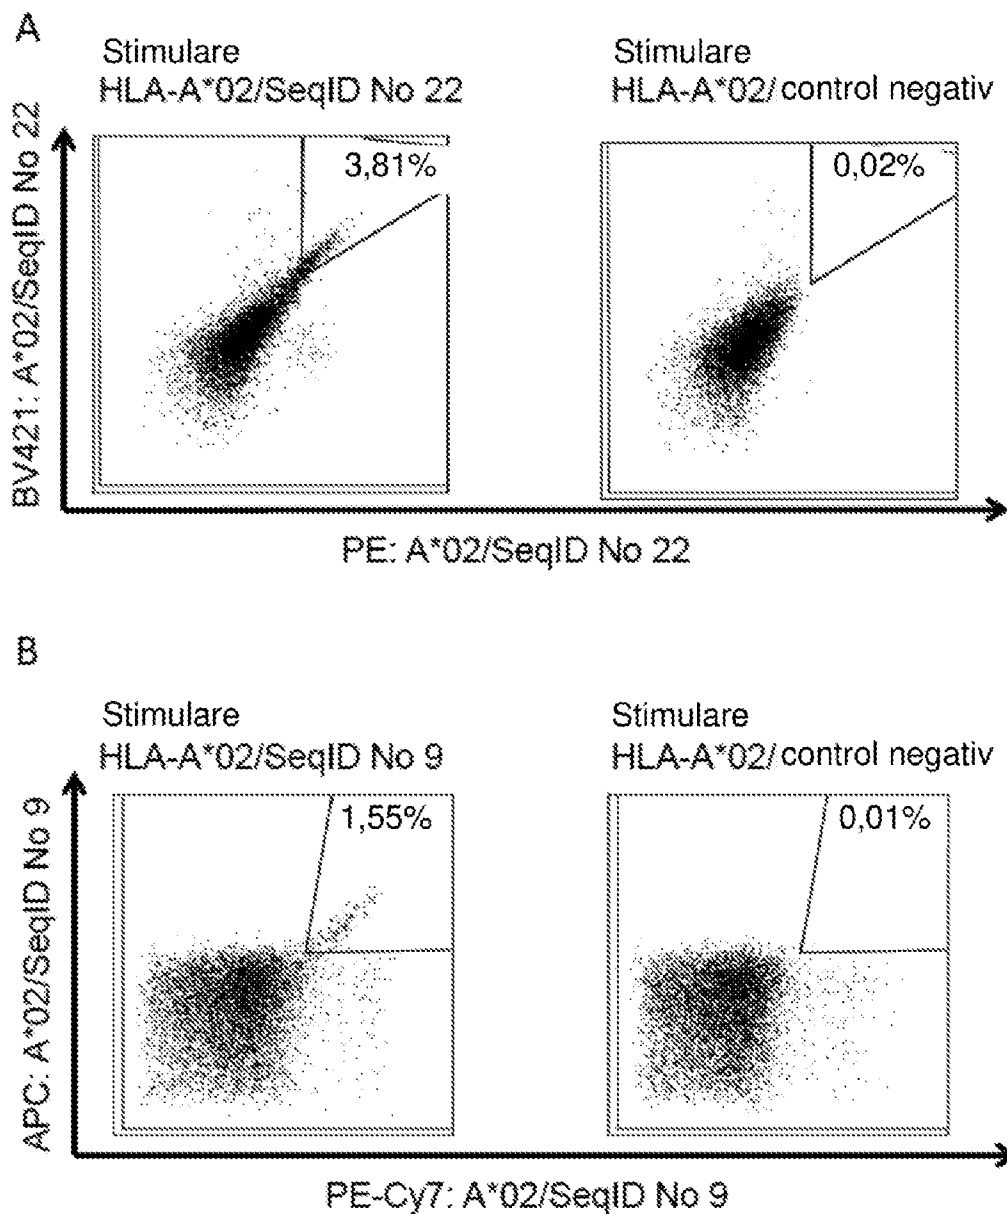 A
Stimulare
HLA-A*02/SeqID No 22
Stimulare
HLA-A*02/control negativ
BV421: A*02/SeqID No 22
3,81%
0,02%
PE: A*02/SeqID No 22
B
Stimulare
HLA-A*02/SeqID No 9
Stimulare
HLA-A*02/control negativ
APC: A*02/SeqID No 9
1,55%
0,01%
PE-Cy7: A*02/SeqID No 9